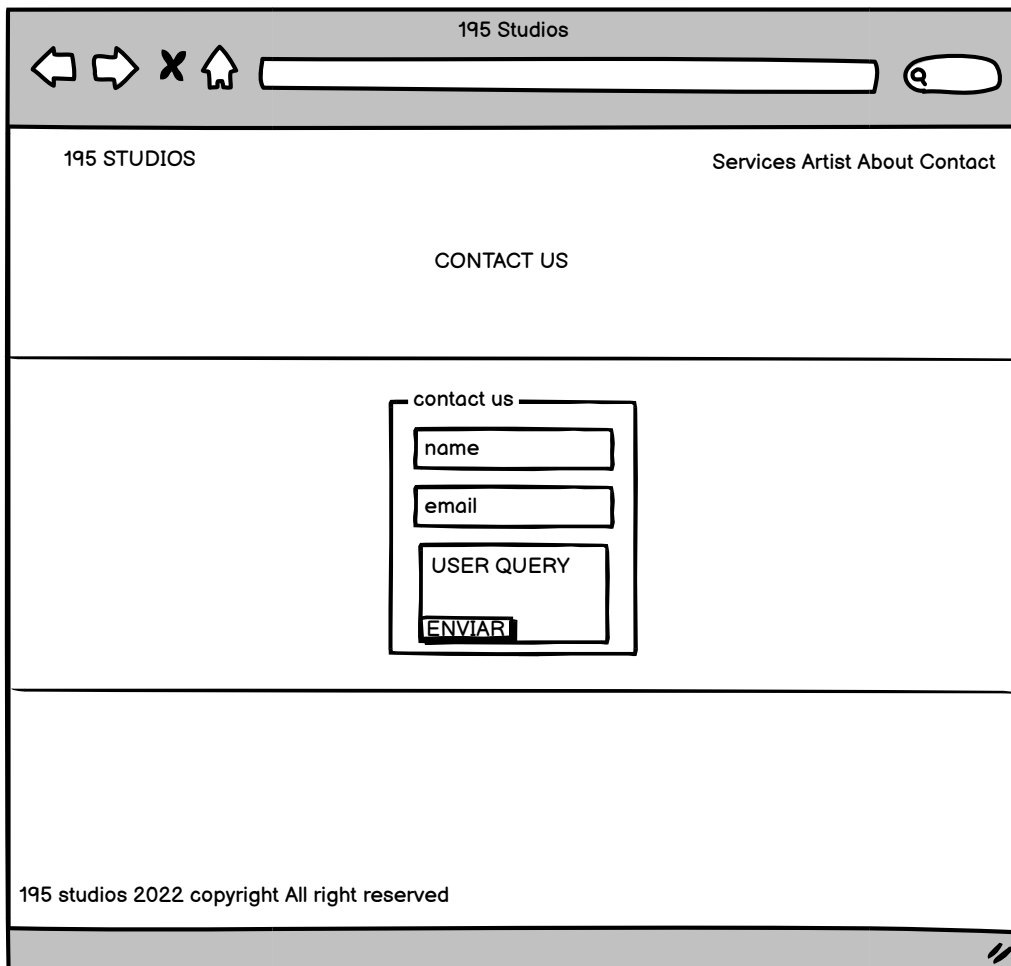 195 Studios
195 STUDIOS
Services Artist About Contact
CONTACT US
contact us
name
email
USER QUERY
ENVIAR
195 studios 2022 copyright All right reserved